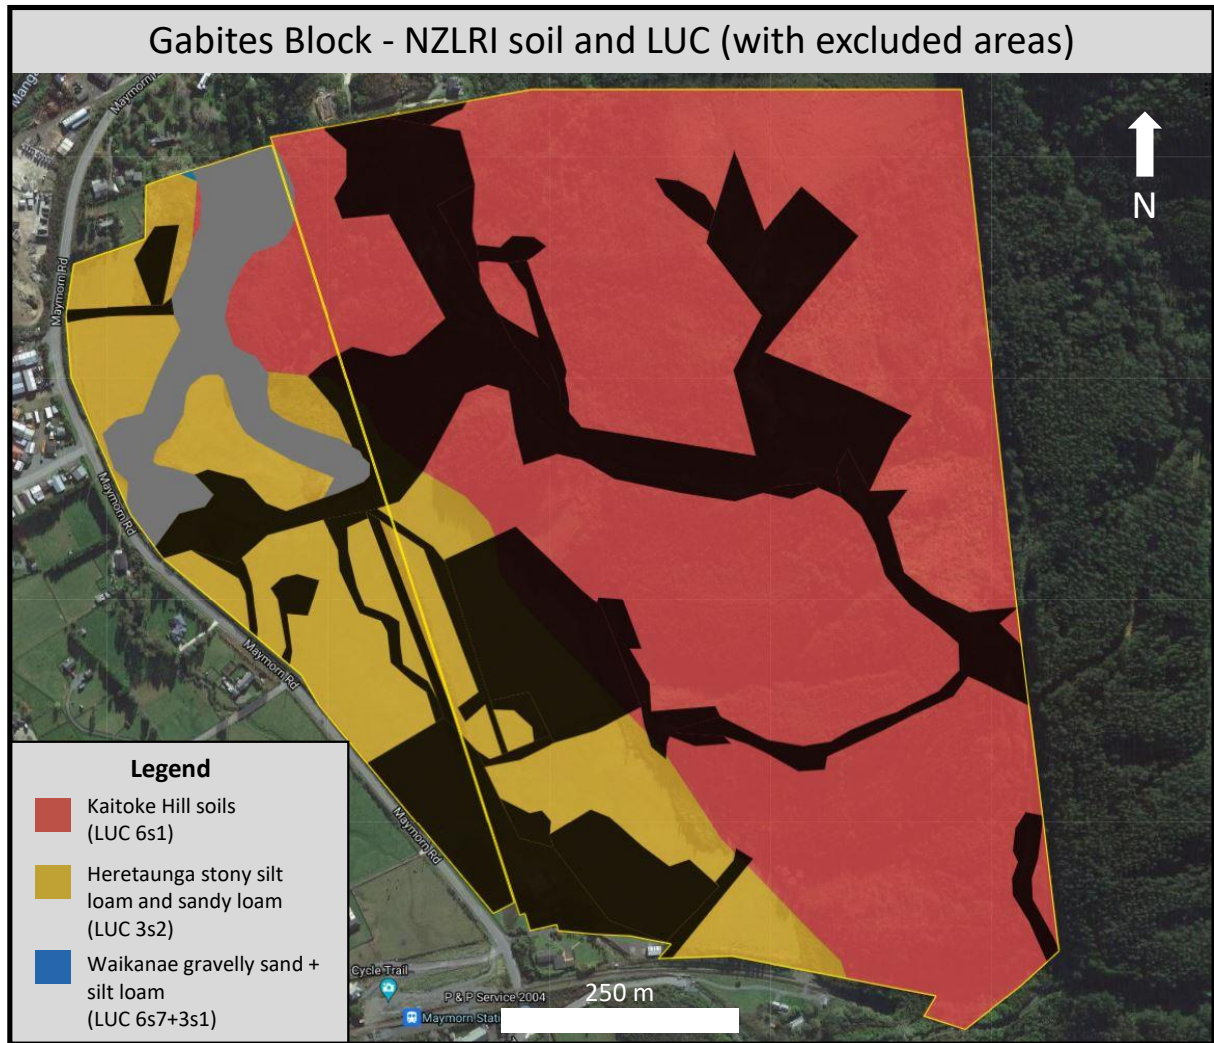 Gabites Block - NZLRI soil and LUC (with excluded areas)
Maymorn Rd
N
Maymorn Rd
Maymorn Rd
Maymorn Rd
Maymorn Rd
Legend
Kaitoke Hill soils
(LUC 6s1)
Heretaunga stony silt
loam and sandy loam
(LUC 3s2)
Waikanae gravelly sand +
silt loam
(LUC 6s7+3s1)
Cycle Trail
P & P Service 2004
250 m